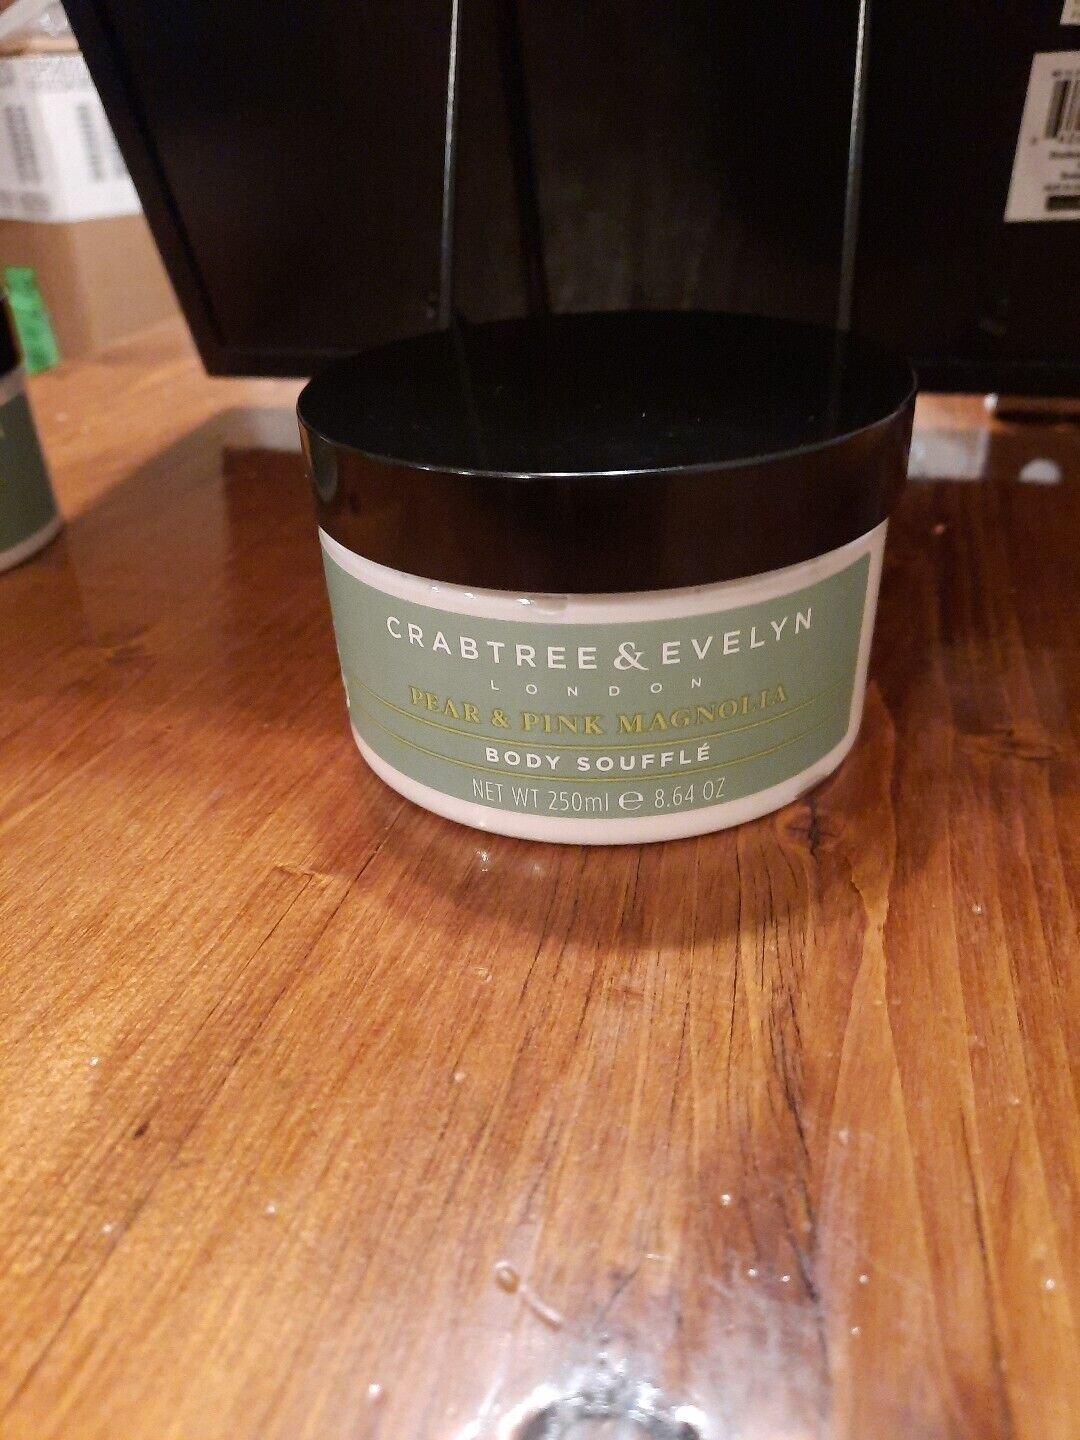 CRABTREE & EVELYN
LONDON
PEAR & PINK MAGNOLIA
BODY SOUFFLÉ
NET WT 250ml ℮ 8.64 OZ